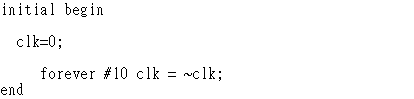 initial begin
clk=0;
forever #10 clk = ~clk;
end